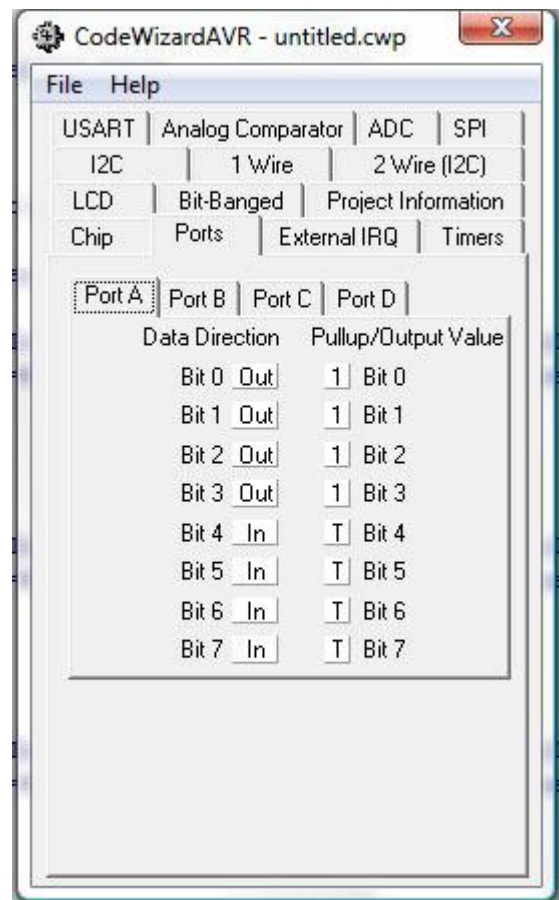 CodeWizardAVR - untitled.cwp
File Help
USART Analog Comparator ADC SPI
I2C 1 Wire 2 Wire (I2C)
LCD Bit-Banged Project Information
Chip Ports External IRQ Timers
Port A Port B Port C Port D
Data Direction Pullup/Output Value
Bit 0 Out 1 Bit 0
Bit 1 Out 1 Bit 1
Bit 2 Out 1 Bit 2
Bit 3 Out 1 Bit 3
Bit 4 In T Bit 4
Bit 5 In T Bit 5
Bit 6 In T Bit 6
Bit 7 In T Bit 7